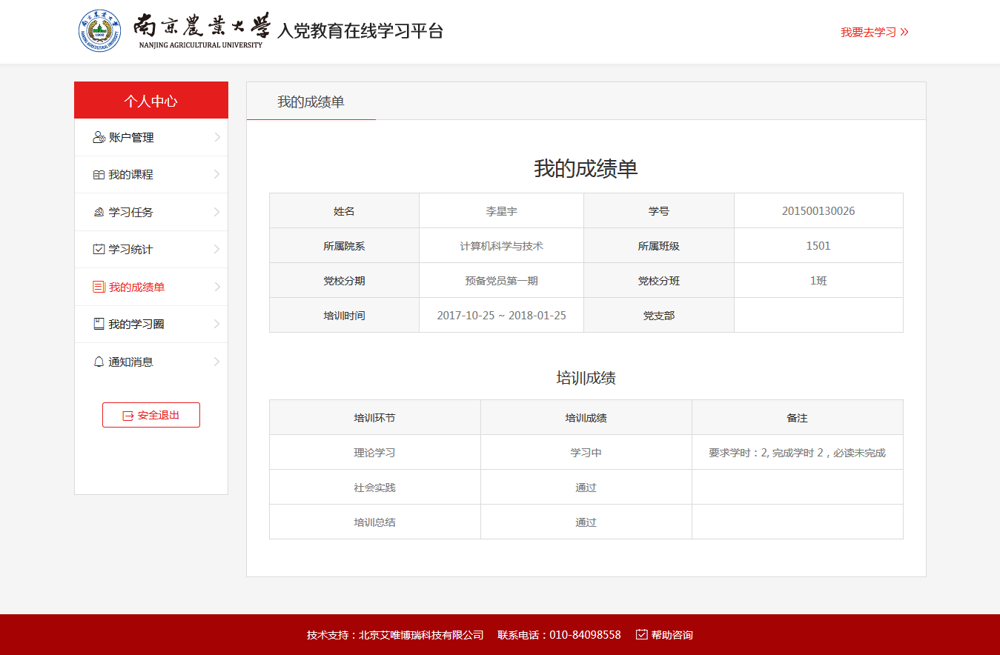 南京農業大學 入党教育在线学习平台
NANJING AGRICULTURAL UNIVERSITY
我要去学习
个人中心
账户管理
我的课程
学习任务
学习统计
我的成绩单
我的学习圈
通知消息
安全退出
我的成绩单
我的成绩单
姓名 李星宇 学号 201500130026
所属院系 计算机科学与技术 所属班级 1501
党校分期 预备党员第一期 党校分班 1班
培训时间 2017-10-25 ~ 2018-01-25 党支部
培训成绩
培训环节 培训成绩 备注
理论学习 学习中 要求学时：2, 完成学时 2，必读未完成
社会实践 通过
培训总结 通过
技术支持：北京艾唯博瑞科技有限公司 联系电话：010-84098558 帮助咨询